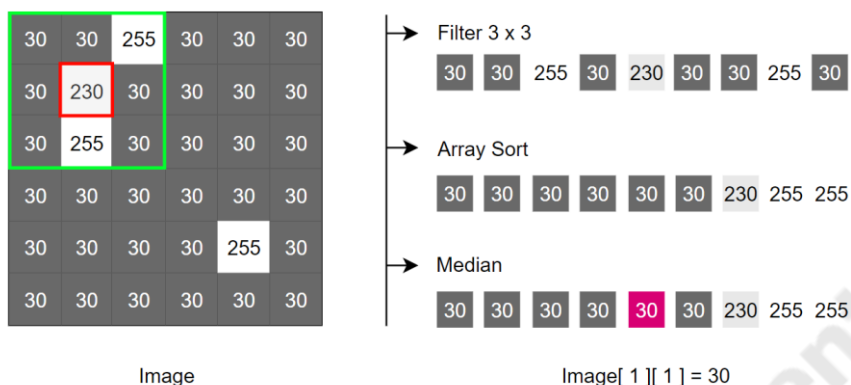 30 30 255 30 30 30
30 230 30 30 30 30
30 255 30 30 30 30
30 30 30 30 30 30
30 30 30 30 255 30
30 30 30 30 30 30
Image
Filter 3 x 3
30 30 255 30 230 30 30 255 30
Array Sort
30 30 30 30 30 30 230 255 255
Median
30 30 30 30 30 30 230 255 255
Image[ 1 ][ 1 ] = 30